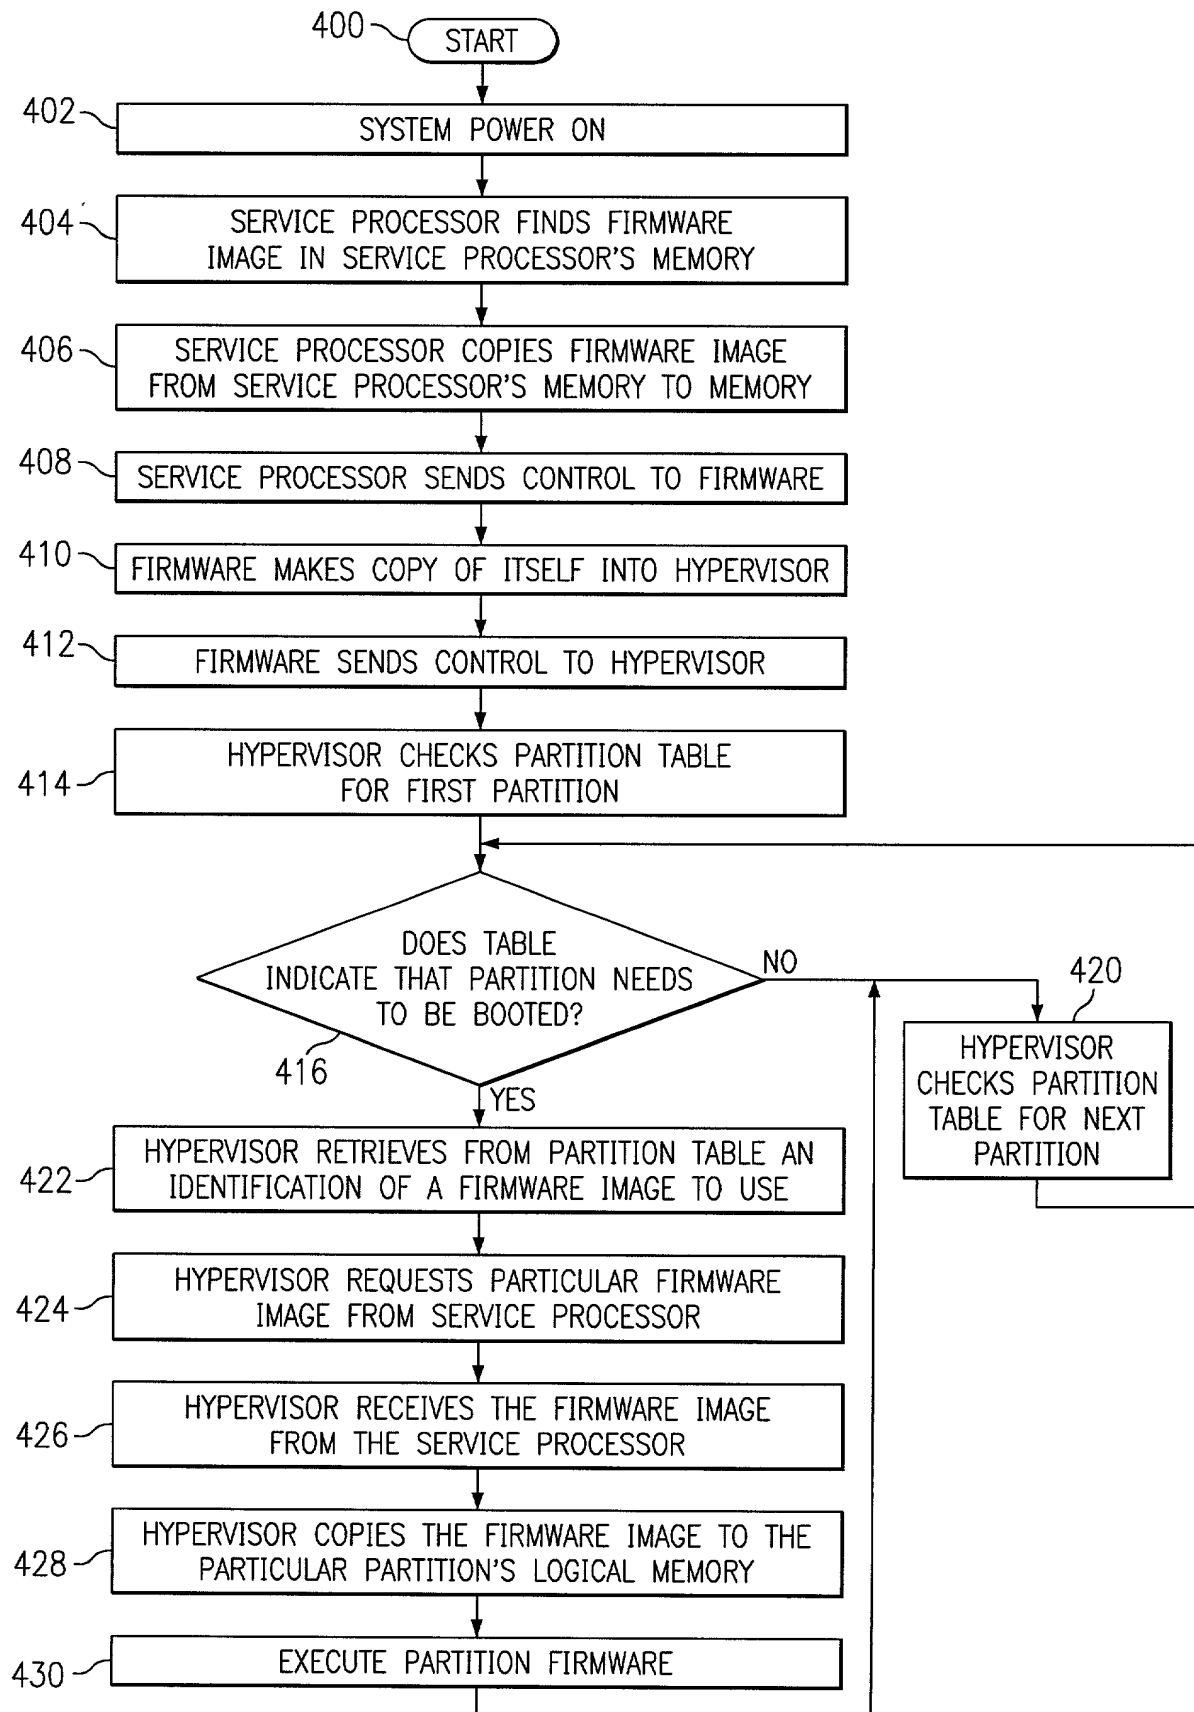 400
START
402
SYSTEM POWER ON
404
SERVICE PROCESSOR FINDS FIRMWARE
IMAGE IN SERVICE PROCESSOR'S MEMORY
406
SERVICE PROCESSOR COPIES FIRMWARE IMAGE
FROM SERVICE PROCESSOR'S MEMORY TO MEMORY
408
SERVICE PROCESSOR SENDS CONTROL TO FIRMWARE
410
FIRMWARE MAKES COPY OF ITSELF INTO HYPERVISOR
412
FIRMWARE SENDS CONTROL TO HYPERVISOR
414
HYPERVISOR CHECKS PARTITION TABLE
FOR FIRST PARTITION
DOES TABLE
INDICATE THAT PARTITION NEEDS
TO BE BOOTED?
416
NO
YES
420
HYPERVISOR
CHECKS PARTITION
TABLE FOR NEXT
PARTITION
422
HYPERVISOR RETRIEVES FROM PARTITION TABLE AN
IDENTIFICATION OF A FIRMWARE IMAGE TO USE
424
HYPERVISOR REQUESTS PARTICULAR FIRMWARE
IMAGE FROM SERVICE PROCESSOR
426
HYPERVISOR RECEIVES THE FIRMWARE IMAGE
FROM THE SERVICE PROCESSOR
428
HYPERVISOR COPIES THE FIRMWARE IMAGE TO THE
PARTICULAR PARTITION'S LOGICAL MEMORY
430
EXECUTE PARTITION FIRMWARE